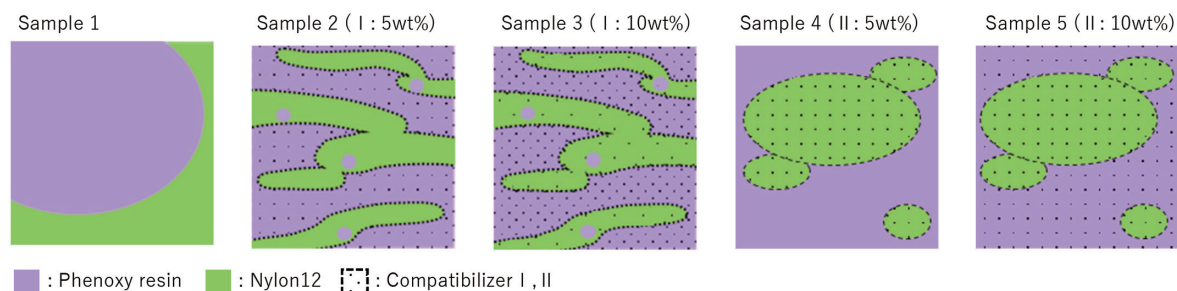 Sample 1
Sample 2 ( I : 5wt%)
Sample 3 ( I : 10wt%)
Sample 4 ( II : 5wt%)
Sample 5 ( II : 10wt%)
: Phenoxy resin : Nylon12 : Compatibilizer I , II